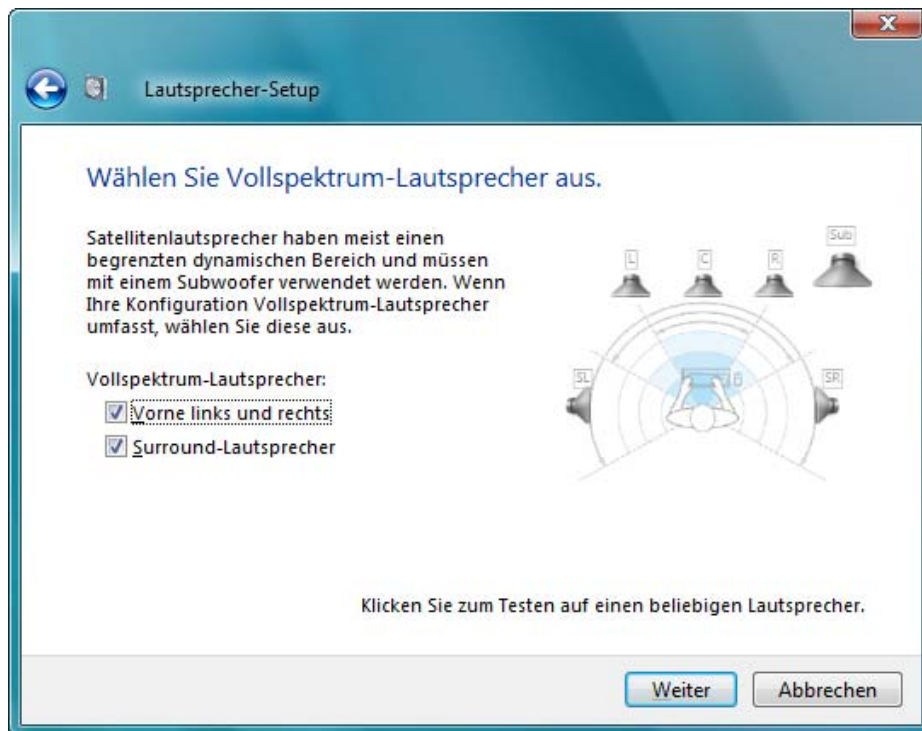 Lautsprecher-Setup
Wählen Sie Vollspektrum-Lautsprecher aus.
Satellitenlautsprecher haben meist einen
begrenzten dynamischen Bereich und müssen
mit einem Subwoofer verwendet werden. Wenn
Ihre Konfiguration Vollspektrum-Lautsprecher
umfasst, wählen Sie diese aus.
Vollspektrum-Lautsprecher:
Vorne links und rechts
Surround-Lautsprecher
L
C
R
Sub
SL
SR
Klicken Sie zum Testen auf einen beliebigen Lautsprecher.
Weiter
Abbrechen